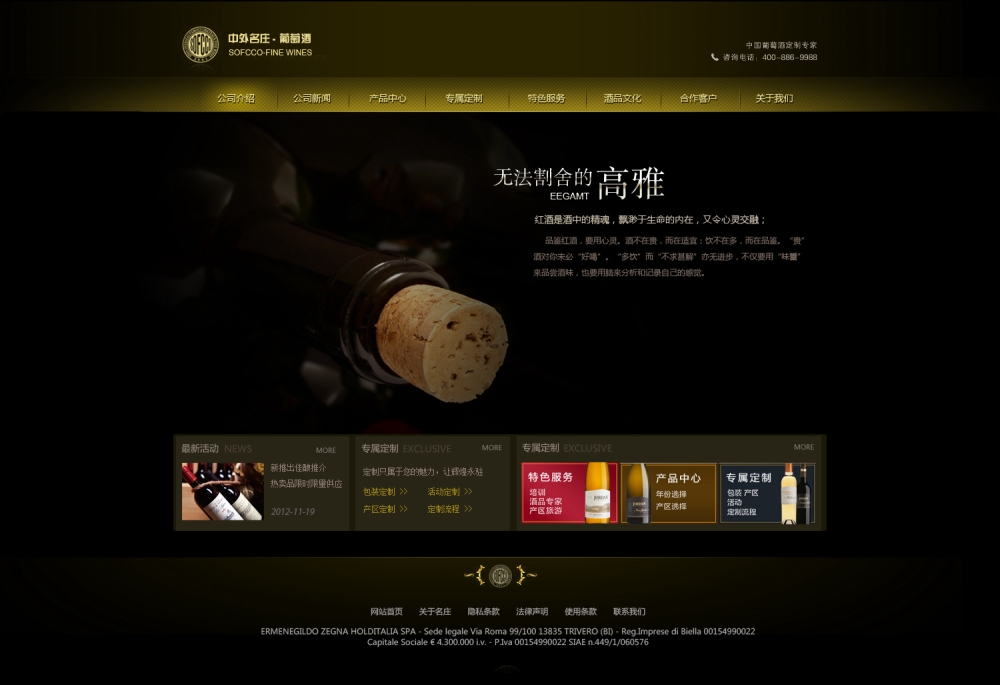 中外名庄·葡萄酒
SOFCCO-FINE WINES
中国葡萄酒定制专家
咨询电话：400-886-9988
公司介绍 公司新闻 产品中心 专属定制 特色服务 酒品文化 合作客户 关于我们
无法割舍的 高雅
EEGAMT
红酒是酒中的精魂，飘渺于生命的内在，又令心灵交融；
品鉴红酒，要用心灵。酒不在贵，而在适宜；饮不在多，而在品鉴。“贵”
酒对你未必“好喝”。“多饮”而“不求甚解”亦无进步，不仅要用“味蕾”
来品尝酒味，也要用脑来分析和记录自己的感觉。
最新活动 NEWS MORE
新推出佳酿推介
热卖品限时限量供应
2012-11-19
专属定制 EXCLUSIVE MORE
定制只属于您的魅力，让辉煌永驻
包装定制 >> 活动定制 >>
产区定制 >> 定制流程 >>
专属定制 EXCLUSIVE MORE
特色服务
培训
酒品专家
产区旅游
产品中心
年份选择
产区选择
专属定制
包装 产区
活动
定制流程
网站首页 关于名庄 隐私条款 法律声明 使用条款 联系我们
ERMENEGILDO ZEGNA HOLDITALIA SPA - Sede legale Via Roma 99/100 13835 TRIVERO (BI) - Reg.Imprese di Biella 00154990022
Capitale Sociale € 4.300.000 i.v. - P.Iva 00154990022 SIAE n.449/1/060576